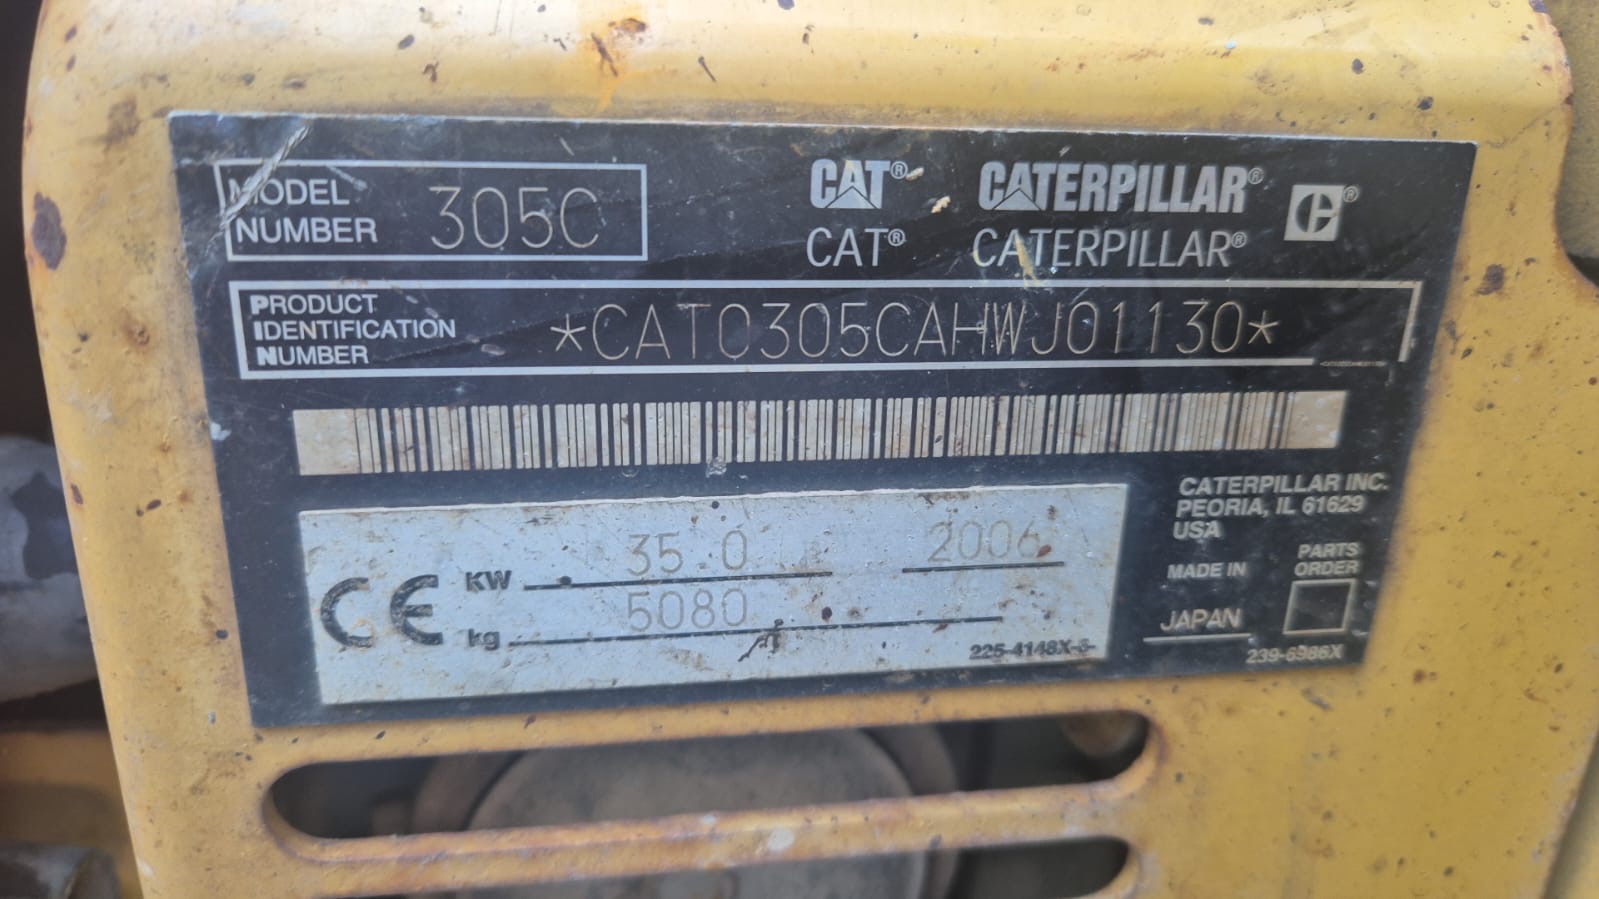 MODEL
NUMBER
305C
CAT® CATERPILLAR® C®
CAT® CATERPILLAR®
PRODUCT
IDENTIFICATION
NUMBER
*CAT0305CAHWJ01130*
CATERPILLAR INC.
PEORIA, IL 61629
USA
CE
KW 35.0 2006
kg 5080
225-4148X-
MADE IN
JAPAN
PARTS
ORDER
239-6986X